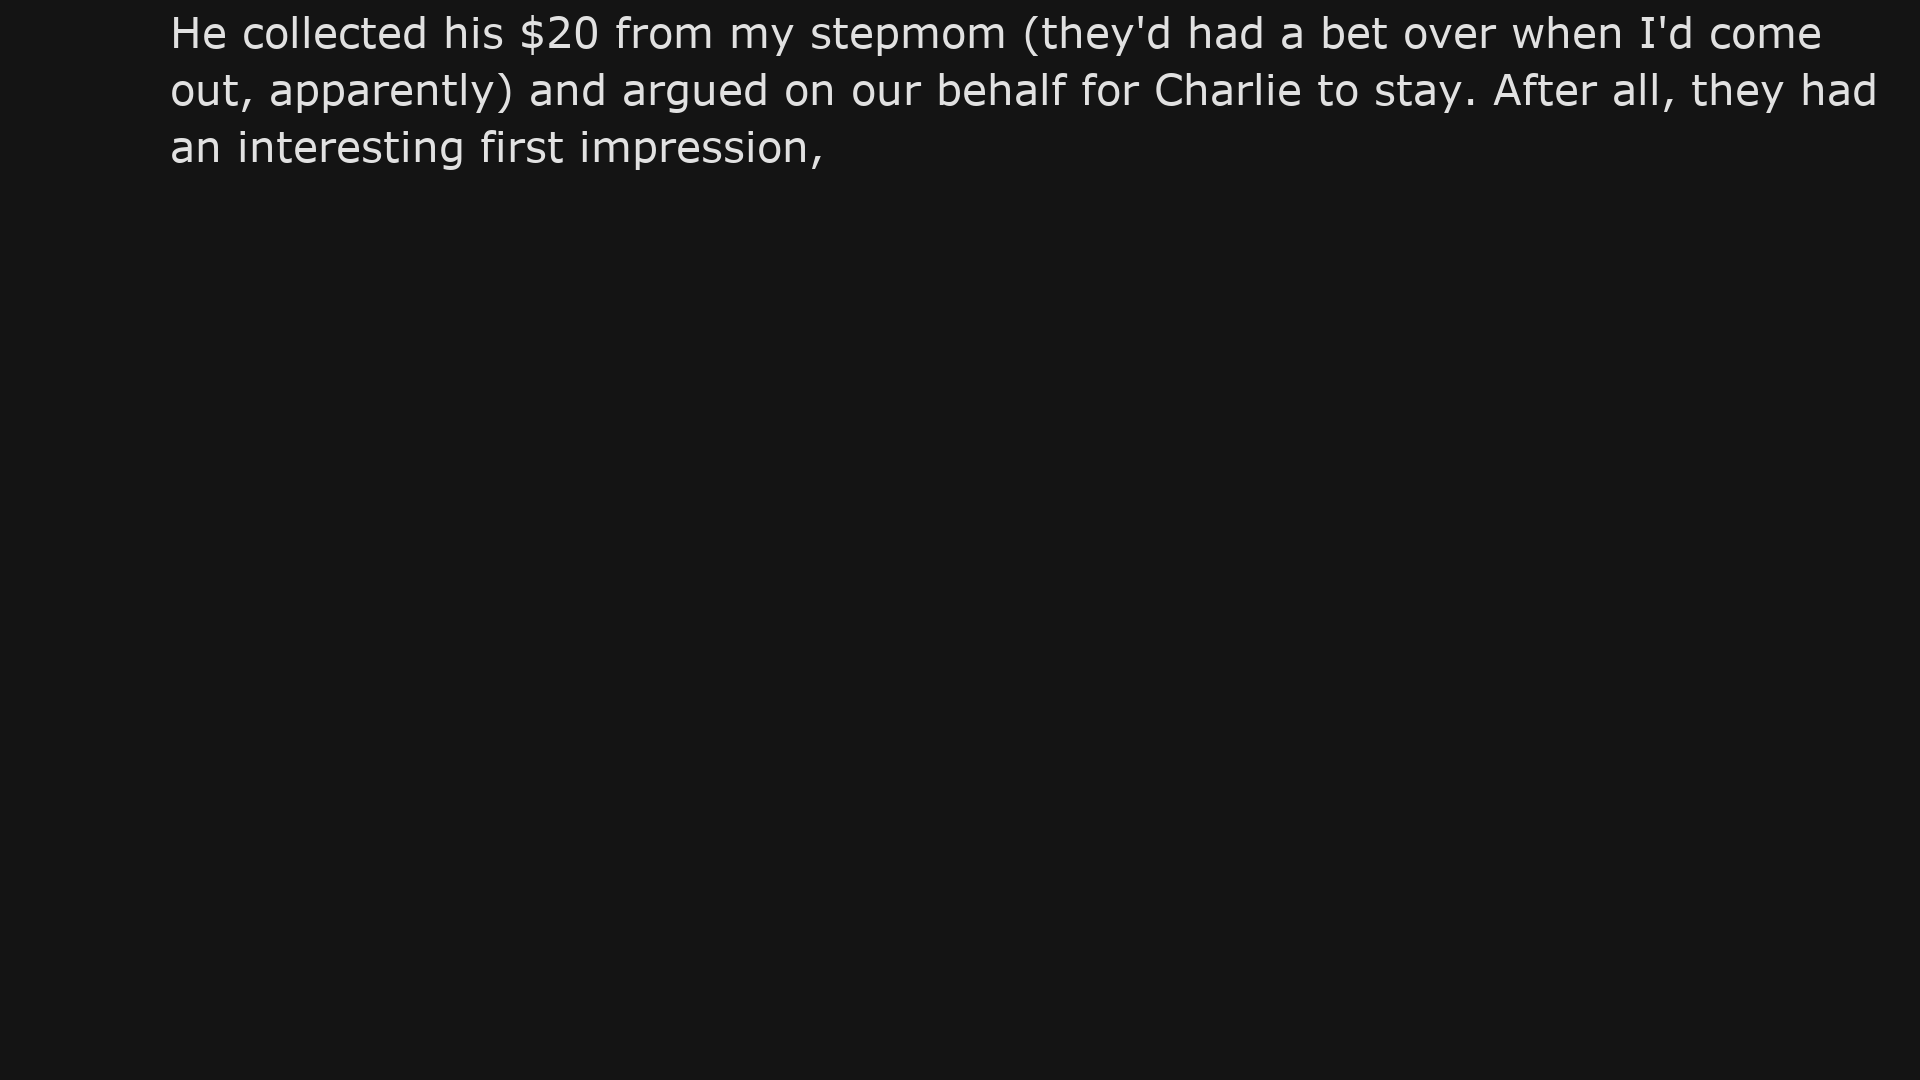 He collected his $20 from my stepmom (they'd had a bet over when I'd come
out, apparently) and argued on our behalf for Charlie to stay. After all, they had
an interesting first impression,